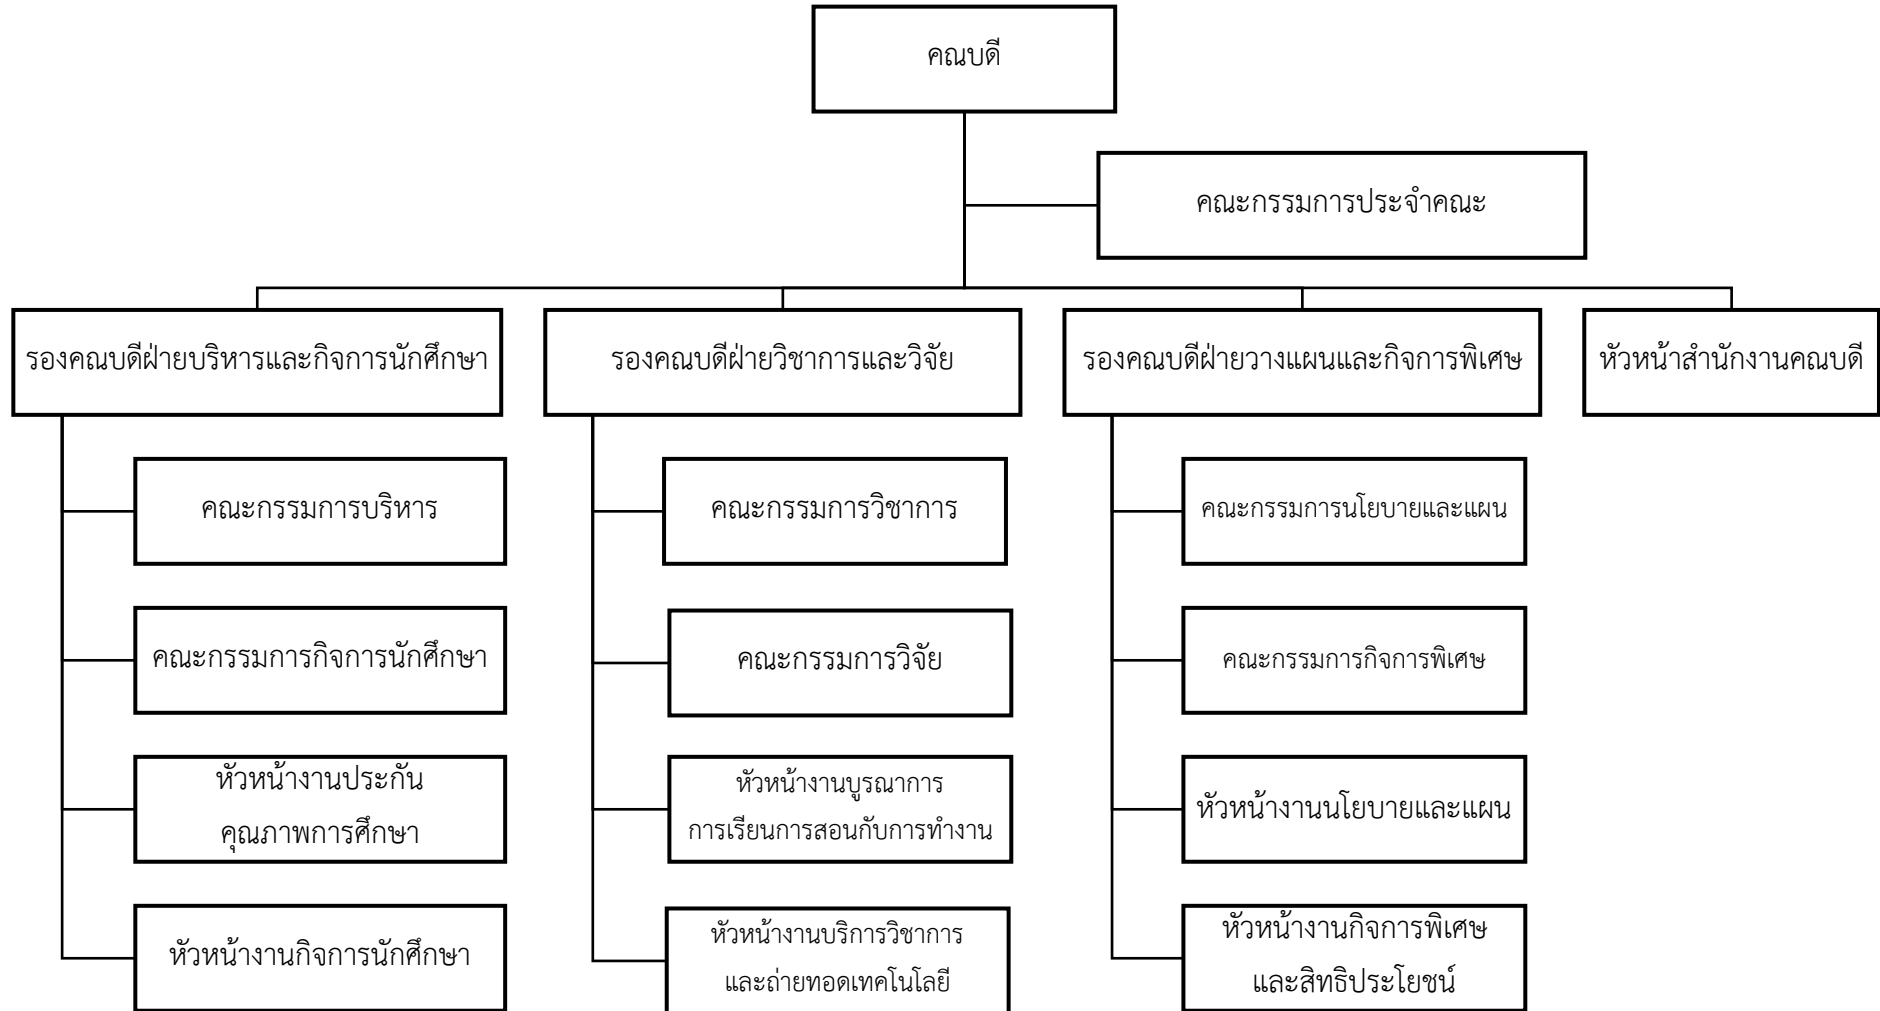 คณบดี
คณะกรรมการประจำคณะ
รองคณบดีฝ่ายบริหารและกิจการนักศึกษา
รองคณบดีฝ่ายวิชาการและวิจัย
รองคณบดีฝ่ายวางแผนและกิจการพิเศษ
หัวหน้าสำนักงานคณบดี
คณะกรรมการบริหาร
คณะกรรมการวิชาการ
คณะกรรมการนโยบายและแผน
คณะกรรมการกิจการนักศึกษา
คณะกรรมการวิจัย
คณะกรรมการกิจการพิเศษ
หัวหน้างานประกัน
คุณภาพการศึกษา
หัวหน้างานบูรณาการ
การเรียนการสอนกับการทำงาน
หัวหน้างานนโยบายและแผน
หัวหน้างานกิจการนักศึกษา
หัวหน้างานบริการวิชาการ
และถ่ายทอดเทคโนโลยี
หัวหน้างานกิจการพิเศษ
และสิทธิประโยชน์